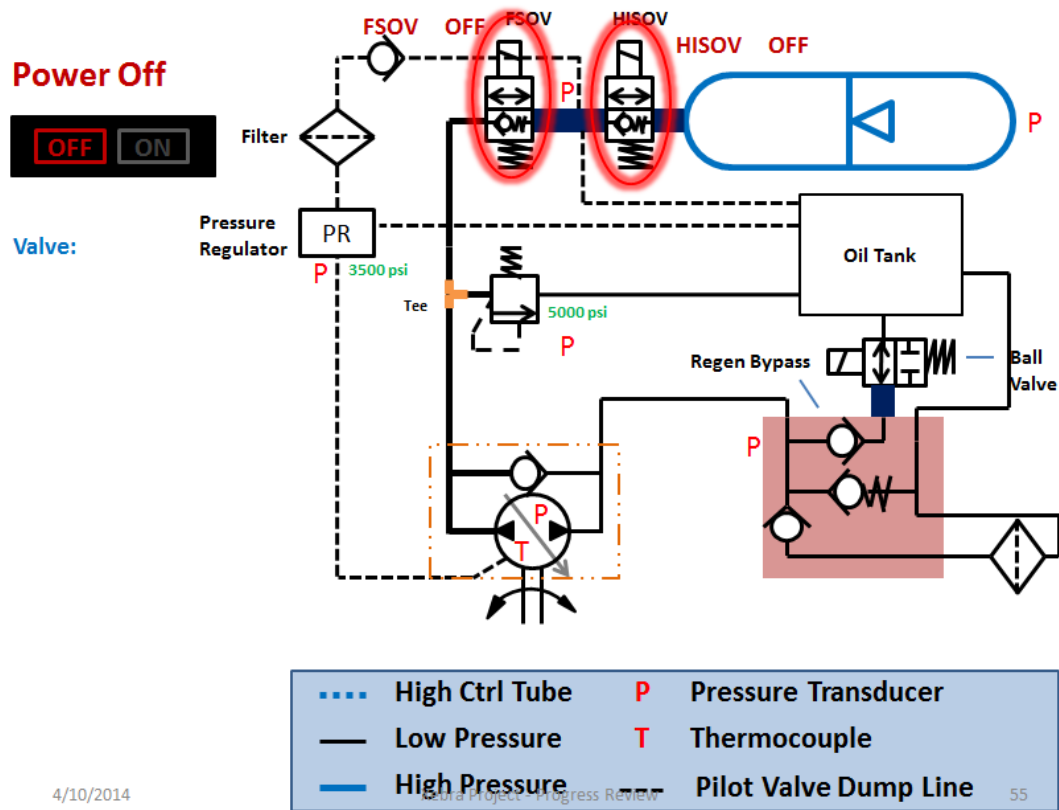 FSOV OFF
FSOV
HISOV
HISOV OFF
Power Off
OFF ON
Filter
P
P
Pressure
Regulator
PR
Valve:
P
3500 psi
Oil Tank
Tee
5000 psi
P
Regen Bypass
Ball
Valve
P
P
T
High Ctrl Tube
P Pressure Transducer
Low Pressure
T Thermocouple
High Pressure
Pilot Valve Dump Line
4/10/2014
Zebra Project - Progress Review
55